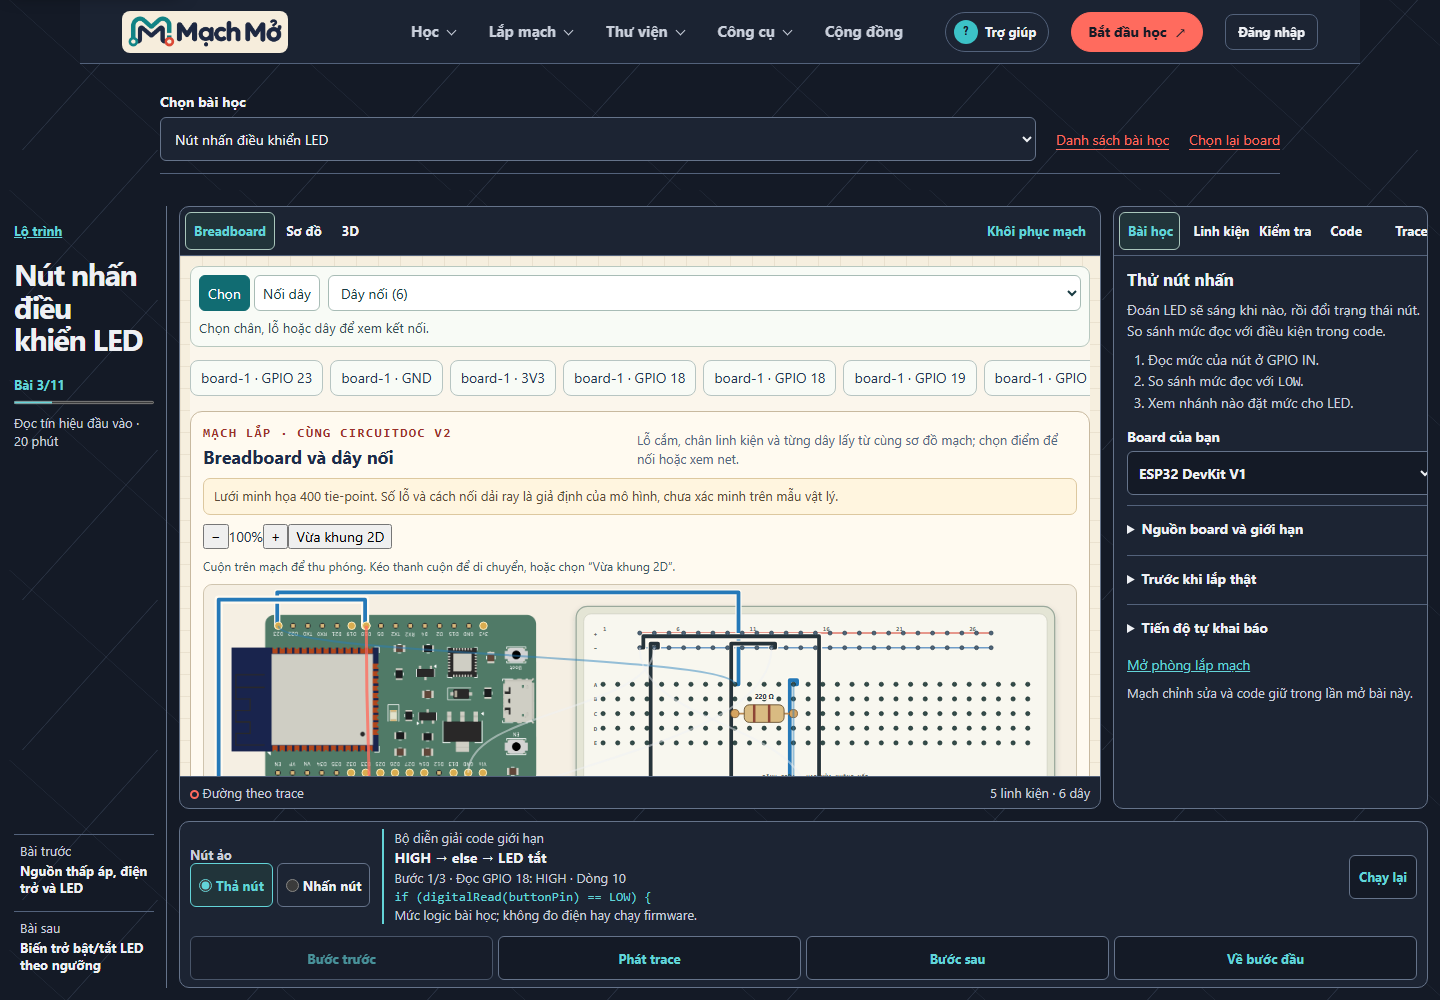 Mạch Mở
Học
Lắp mạch
Thư viện
Công cụ
Cộng đồng
? Trợ giúp
Bắt đầu học ↗
Đăng nhập
Chọn bài học
Nút nhấn điều khiển LED
Danh sách bài học
Chọn lại board
Lộ trình
Nút nhấn
điều
khiển LED
Bài 3/11
Đọc tín hiệu đầu vào ·
20 phút
Bài trước
Nguồn thấp áp, điện
trở và LED
Bài sau
Biến trở bật/tắt LED
theo ngưỡng
Breadboard
Sơ đồ
3D
Khôi phục mạch
Chọn
Nối dây
Dây nối (6)
Chọn chân, lỗ hoặc dây để xem kết nối.
board-1 · GPIO 23
board-1 · GND
board-1 · 3V3
board-1 · GPIO 18
board-1 · GPIO 18
board-1 · GPIO 19
board-1 · GPIO
MẠCH LẮP · CÙNG CIRCUITDOC V2
Breadboard và dây nối
Lỗ cắm, chân linh kiện và từng dây lấy từ cùng sơ đồ mạch; chọn điểm để
nối hoặc xem net.
Lưới minh họa 400 tie-point. Số lỗ và cách nối dải ray là giả định của mô hình, chưa xác minh trên mẫu vật lý.
−
100%
+
Vừa khung 2D
Cuộn trên mạch để thu phóng. Kéo thanh cuộn để di chuyển, hoặc chọn “Vừa khung 2D”.
1 6 11 16 21 26
+
−
A
B
C
D
E
220 Ω
Đường theo trace
5 linh kiện · 6 dây
Bài học
Linh kiện
Kiểm tra
Code
Trace
Thử nút nhấn
Đoán LED sẽ sáng khi nào, rồi đổi trạng thái nút.
So sánh mức đọc với điều kiện trong code.
1. Đọc mức của nút ở GPIO IN.
2. So sánh mức đọc với LOW.
3. Xem nhánh nào đặt mức cho LED.
Board của bạn
ESP32 DevKit V1
Nguồn board và giới hạn
Trước khi lắp thật
Tiến độ tự khai báo
Mở phòng lắp mạch
Mạch chỉnh sửa và code giữ trong lần mở bài này.
Nút ảo
Thả nút
Nhấn nút
Bộ diễn giải code giới hạn
HIGH → else → LED tắt
Bước 1/3 · Đọc GPIO 18: HIGH · Dòng 10
if (digitalRead(buttonPin) == LOW) {
Mức logic bài học; không đo điện hay chạy firmware.
Chạy lại
Bước trước
Phát trace
Bước sau
Về bước đầu